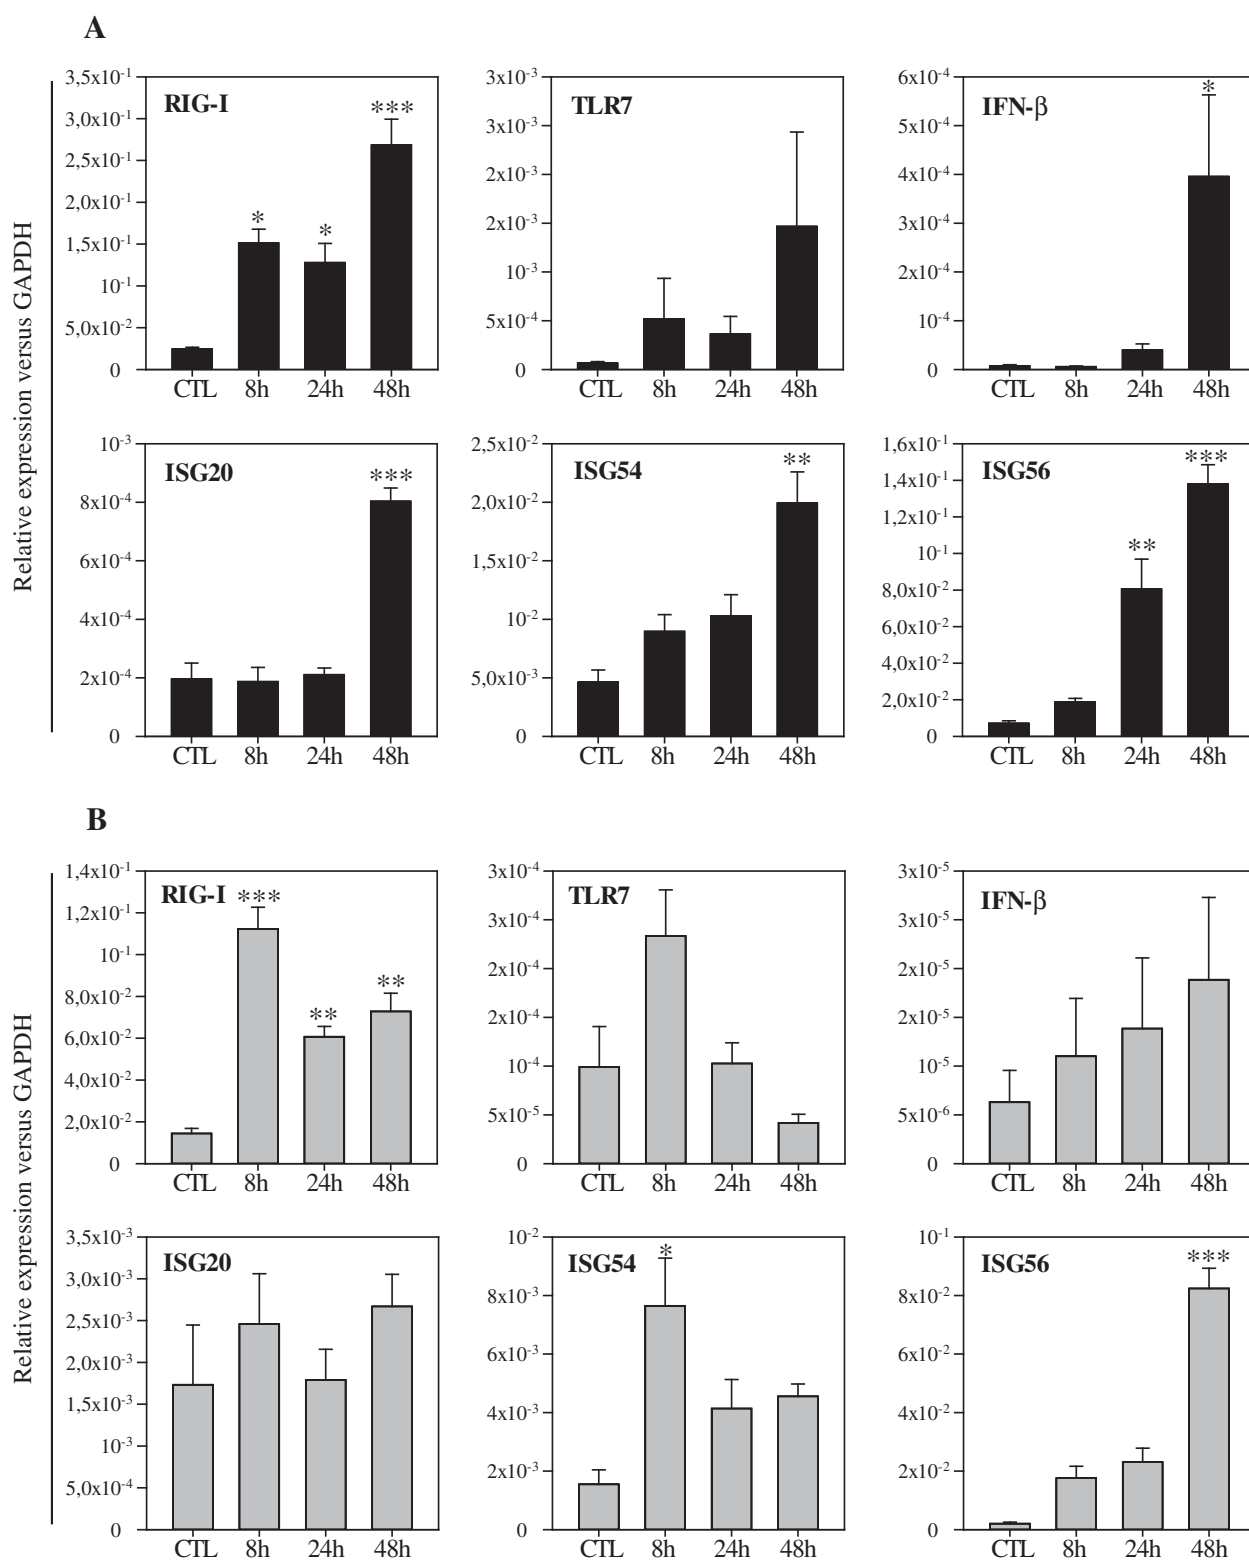 A
Relative expression versus GAPDH
RIG-I
3,5x10⁻¹
3,0x10⁻¹
2,5x10⁻¹
2,0x10⁻¹
1,5x10⁻¹
10⁻¹
5,0x10⁻²
0
* * ***
CTL 8h 24h 48h
TLR7
3x10⁻³
3x10⁻³
2x10⁻³
2x10⁻³
1x10⁻³
5x10⁻⁴
0
CTL 8h 24h 48h
IFN-β
6x10⁻⁴
5x10⁻⁴
4x10⁻⁴
3x10⁻⁴
2x10⁻⁴
10⁻⁴
0
*
CTL 8h 24h 48h
ISG20
10⁻³
8x10⁻⁴
6x10⁻⁴
4x10⁻⁴
2x10⁻⁴
0
***
CTL 8h 24h 48h
ISG54
2,5x10⁻²
2,0x10⁻²
1,5x10⁻²
10⁻²
5,0x10⁻³
0
**
CTL 8h 24h 48h
ISG56
1,6x10⁻¹
1,4x10⁻¹
1,2x10⁻¹
10⁻¹
8,0x10⁻²
6,0x10⁻²
4,0x10⁻²
2,0x10⁻²
0
** ***
CTL 8h 24h 48h
B
Relative expression versus GAPDH
RIG-I
1,4x10⁻¹
1,2x10⁻¹
10⁻¹
8,0x10⁻²
6,0x10⁻²
4,0x10⁻²
2,0x10⁻²
0
*** ** **
CTL 8h 24h 48h
TLR7
3x10⁻⁴
3x10⁻⁴
2x10⁻⁴
2x10⁻⁴
10⁻⁴
5x10⁻⁵
0
CTL 8h 24h 48h
IFN-β
3x10⁻⁵
3x10⁻⁵
2x10⁻⁵
2x10⁻⁵
10⁻⁵
5x10⁻⁶
0
CTL 8h 24h 48h
ISG20
3,5x10⁻³
3,0x10⁻³
2,5x10⁻³
2,0x10⁻³
1,5x10⁻³
10⁻³
5,0x10⁻⁴
0
CTL 8h 24h 48h
ISG54
10⁻²
8x10⁻³
6x10⁻³
4x10⁻³
2x10⁻³
0
*
CTL 8h 24h 48h
ISG56
10⁻¹
8x10⁻²
6x10⁻²
4x10⁻²
2x10⁻²
0
***
CTL 8h 24h 48h